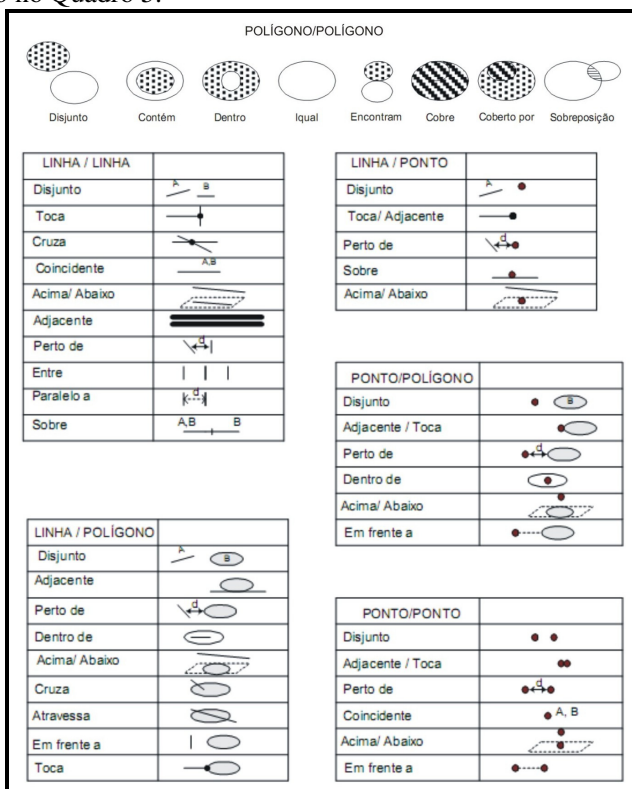 no Quadro 3.
POLÍGONO/POLÍGONO
Disjunto Contém Dentro Iqual Encontram Cobre Coberto por Sobreposição
LINHA / LINHA
Disjunto A B
Toca
Cruza
Coincidente A,B
Acima/ Abaixo
Adjacente
Perto de d
Entre
Paralelo a d
Sobre A,B B
LINHA / PONTO
Disjunto A
Toca/ Adjacente
Perto de d
Sobre
Acima/ Abaixo
PONTO/POLÍGONO
Disjunto B
Adjacente / Toca
Perto de d
Dentro de
Acima/ Abaixo
Em frente a
LINHA / POLÍGONO
Disjunto A B
Adjacente
Perto de d
Dentro de
Acima/ Abaixo
Cruza
Atravessa
Em frente a
Toca
PONTO/PONTO
Disjunto
Adjacente / Toca
Perto de d
Coincidente A, B
Acima/ Abaixo
Em frente a